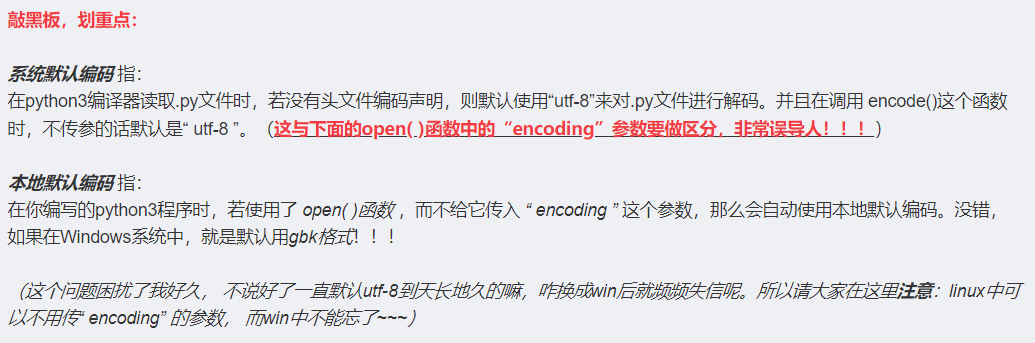 敲黑板，划重点：
系统默认编码 指：
在python3编译器读取.py文件时，若没有头文件编码声明，则默认使用“utf-8”来对.py文件进行解码。并且在调用 encode()这个函数
时，不传参的话默认是“ utf-8 ”。（这与下面的open( )函数中的“encoding”参数要做区分，非常误导人！！！）
本地默认编码 指：
在你编写的python3程序时，若使用了 open( )函数 ，而不给它传入 “ encoding ” 这个参数，那么会自动使用本地默认编码。没错，
如果在Windows系统中，就是默认用gbk格式！！！
（这个问题困扰了我好久， 不说好了一直默认utf-8到天长地久的嘛，咋换成win后就频频失信呢。所以请大家在这里注意：linux中可
以不用传“ encoding” 的参数， 而win中不能忘了~~~）